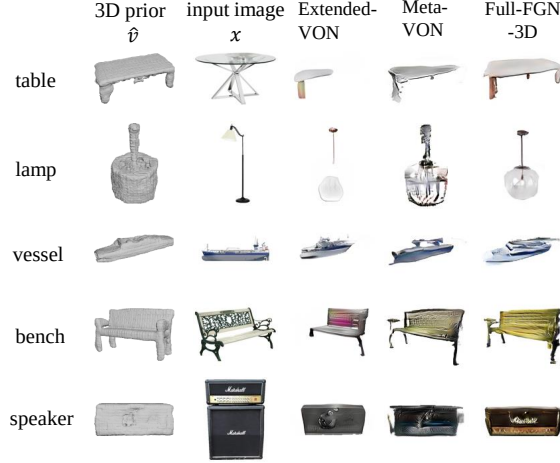 3D prior
v̂
input image
x
Extended-
VON
Meta-
VON
Full-FGN
-3D
table
lamp
vessel
bench
speaker
Marshall
Marshall